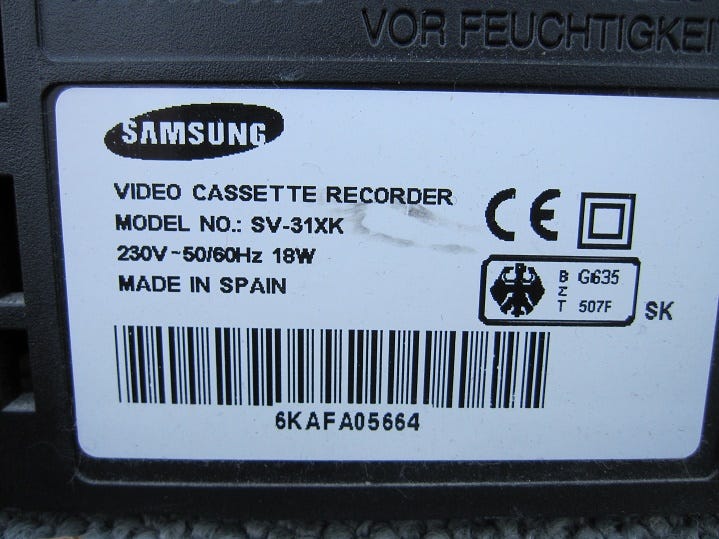 VOR FEUCHTIGKEI
SAMSUNG
VIDEO CASSETTE RECORDER
MODEL NO.: SV-31XK
230V~50/60Hz 18W
MADE IN SPAIN
CE
B Σ T
G635
507F
SK
6KAFA05664